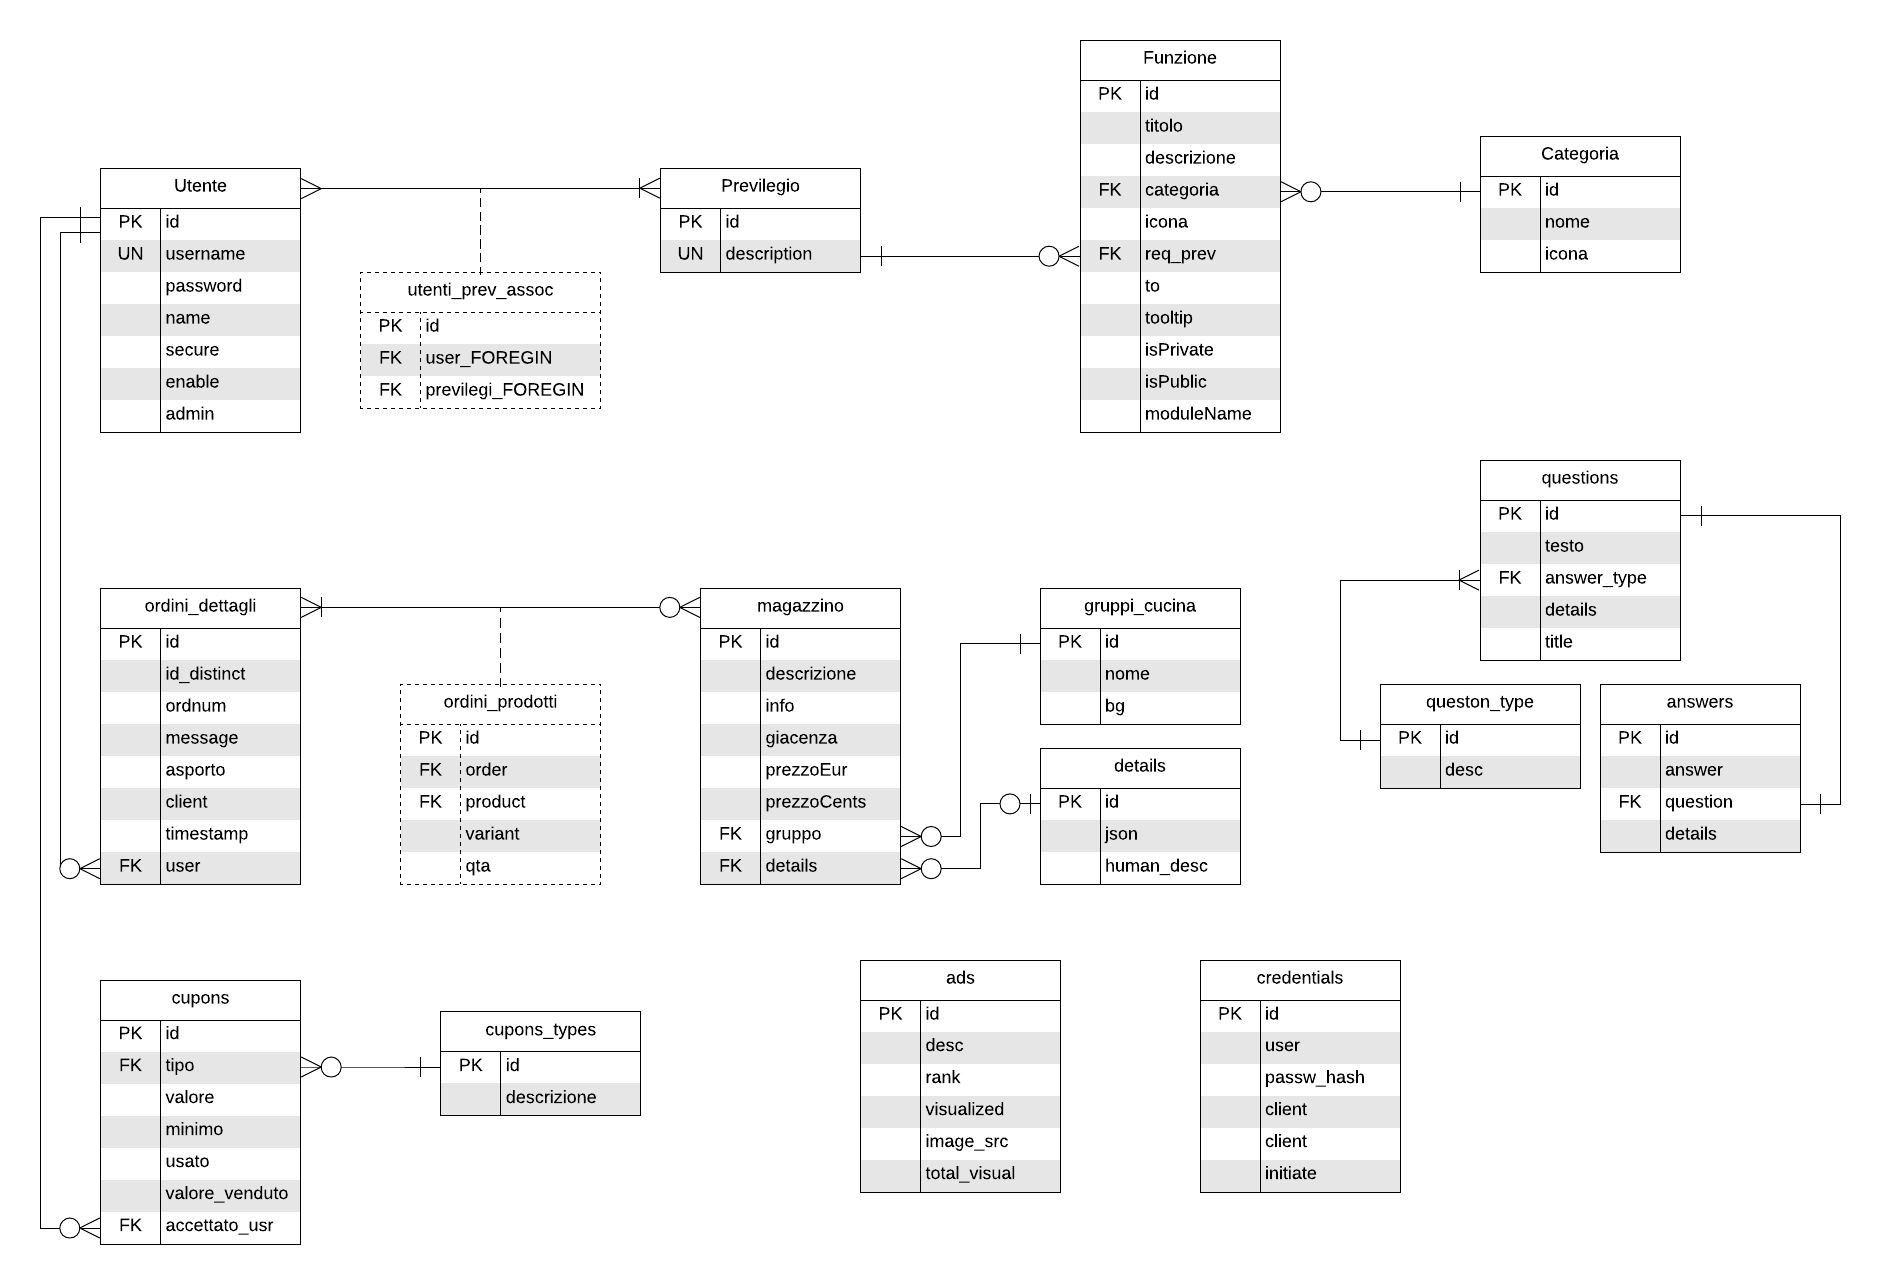 Funzione
PK id
titolo
descrizione
FK categoria
icona
FK req_prev
to
tooltip
isPrivate
isPublic
moduleName
Categoria
PK id
nome
icona
Utente
PK id
UN username
password
name
secure
enable
admin
Previlegio
PK id
UN description
utenti_prev_assoc
PK id
FK user_FOREGIN
FK previlegi_FOREGIN
questions
PK id
testo
FK answer_type
details
title
queston_type
PK id
desc
answers
PK id
answer
FK question
details
ordini_dettagli
PK id
id_distinct
ordnum
message
asporto
client
timestamp
FK user
ordini_prodotti
PK id
FK order
FK product
variant
qta
magazzino
PK id
descrizione
info
giacenza
prezzoEur
prezzoCents
FK gruppo
FK details
gruppi_cucina
PK id
nome
bg
details
PK id
json
human_desc
cupons
PK id
FK tipo
valore
minimo
usato
valore_venduto
FK accettato_usr
cupons_types
PK id
descrizione
ads
PK id
desc
rank
visualized
image_src
total_visual
credentials
PK id
user
passw_hash
client
client
initiate